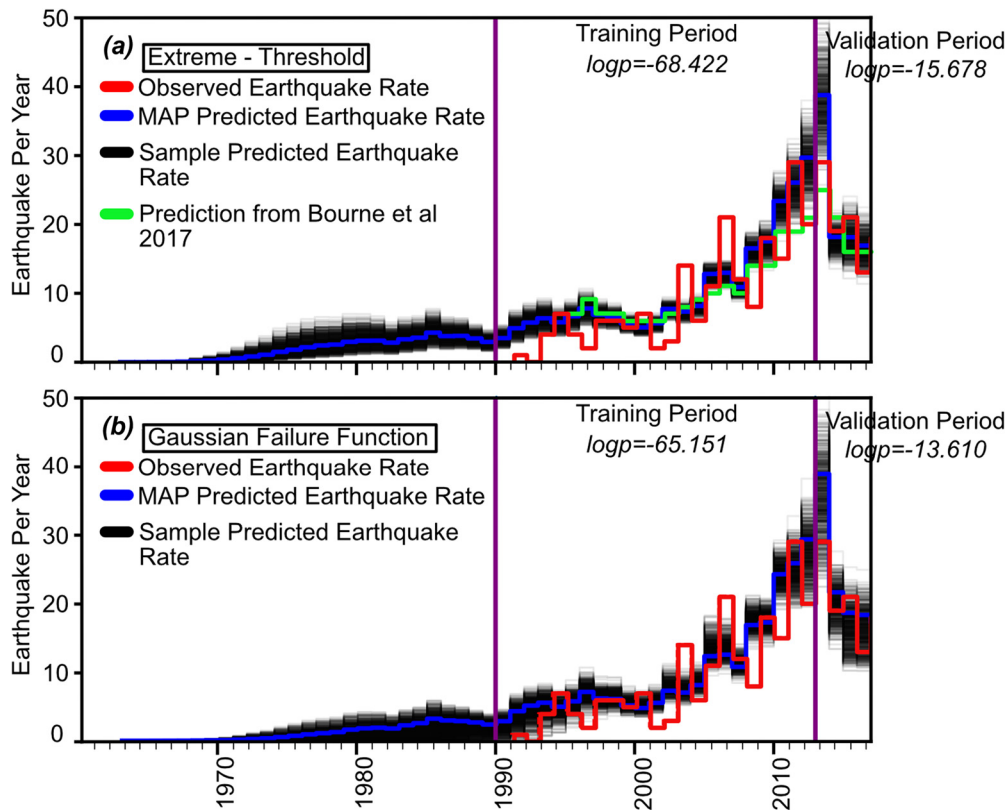 50
40
30
20
10
0
Earthquake Per Year
(a) Extreme - Threshold
Observed Earthquake Rate
MAP Predicted Earthquake Rate
Sample Predicted Earthquake
Rate
Prediction from Bourne et al
2017
Training Period
logp=-68.422
Validation Period
logp=-15.678
50
40
30
20
10
0
Earthquake Per Year
(b) Gaussian Failure Function
Observed Earthquake Rate
MAP Predicted Earthquake Rate
Sample Predicted Earthquake
Rate
Training Period
logp=-65.151
Validation Period
logp=-13.610
1970
1980
1990
2000
2010